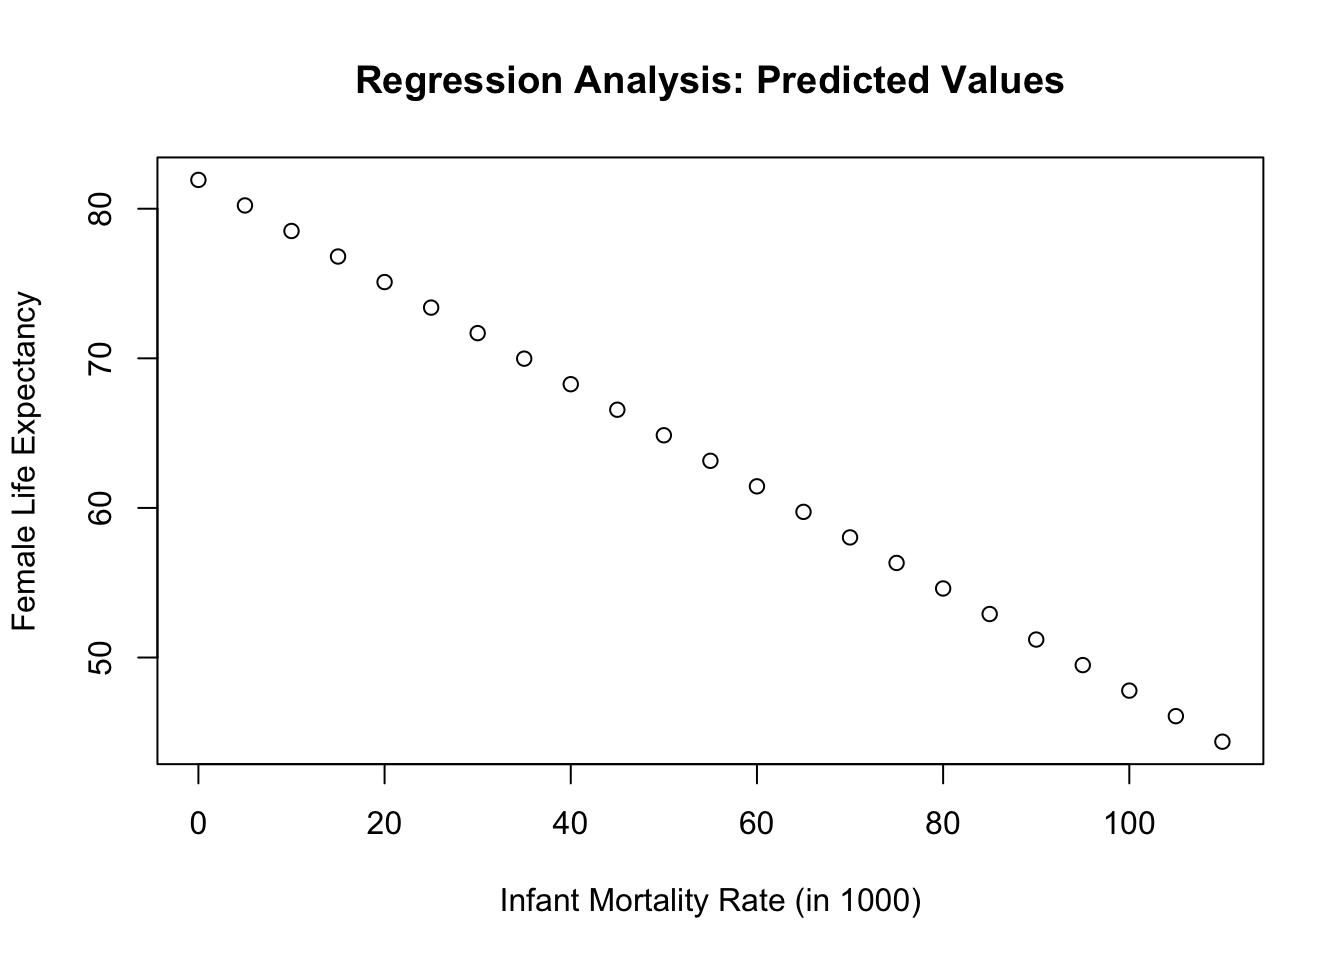 Regression Analysis: Predicted Values
80
70
60
50
Female Life Expectancy
0 20 40 60 80 100
Infant Mortality Rate (in 1000)